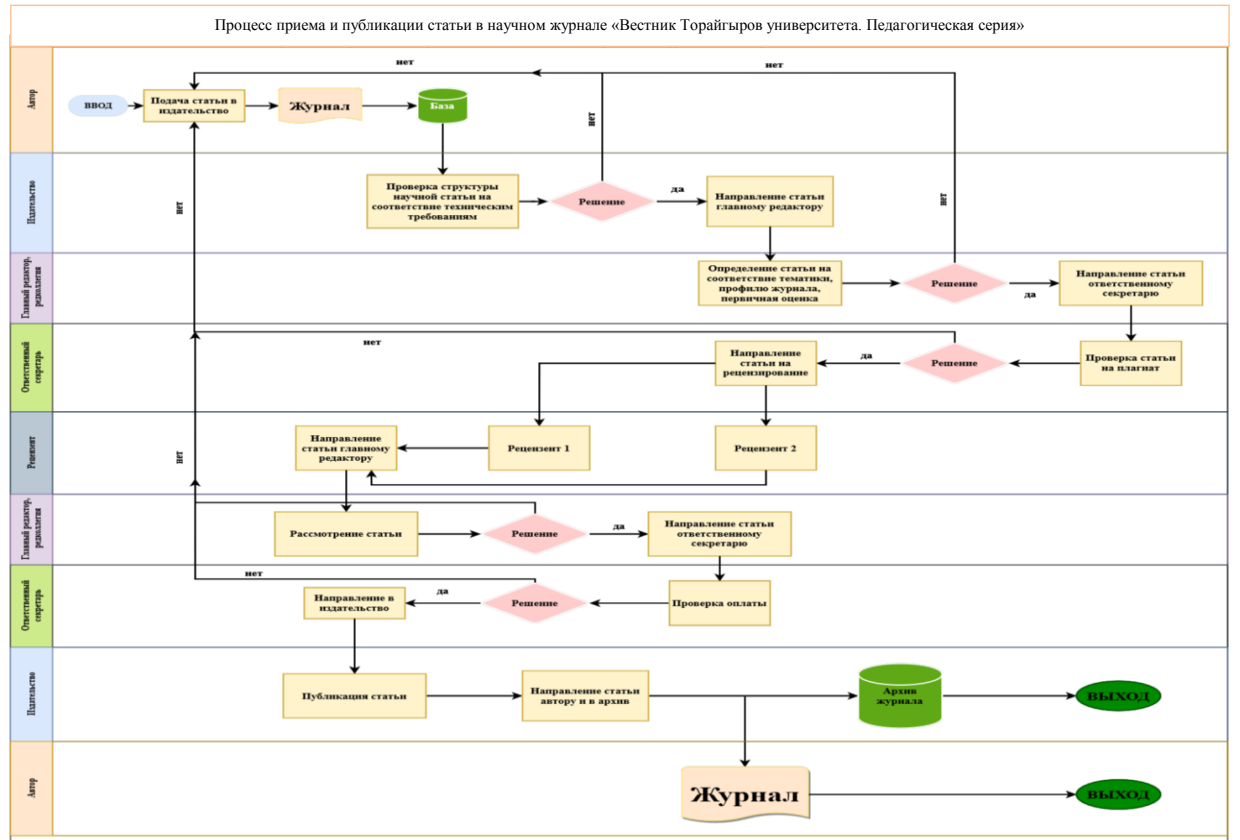 Процесс приема и публикации статьи в научном журнале «Вестник Торайгыров университета. Педагогическая серия»
Автор
нет
нет
ВВОД
Подача статьи в
издательство
Журнал
База
нет
нет
Издательство
Проверка структуры
научной статьи на
соответствие техническим
требованиям
Решение
да
Направление статьи
главному редактору
нет
Главный редактор,
редколлегия
Определение статьи на
соответствие тематики,
профилю журнала,
первичная оценка
Решение
да
Направление статьи
ответственному
секретарю
Ответственный
секретарь
нет
Направление
статьи на
рецензирование
да
Решение
Проверка статьи
на плагиат
Рецензент
нет
Направление
статьи главному
редактору
Рецензент 1
Рецензент 2
Главный редактор,
редколлегия
Рассмотрение статьи
Решение
да
Направление статьи
ответственному
секретарю
Ответственный
секретарь
нет
Направление в
издательство
да
Решение
Проверка оплаты
Издательство
Публикация статьи
Направление статьи
автору и в архив
Архив
журнала
ВЫХОД
Автор
Журнал
ВЫХОД